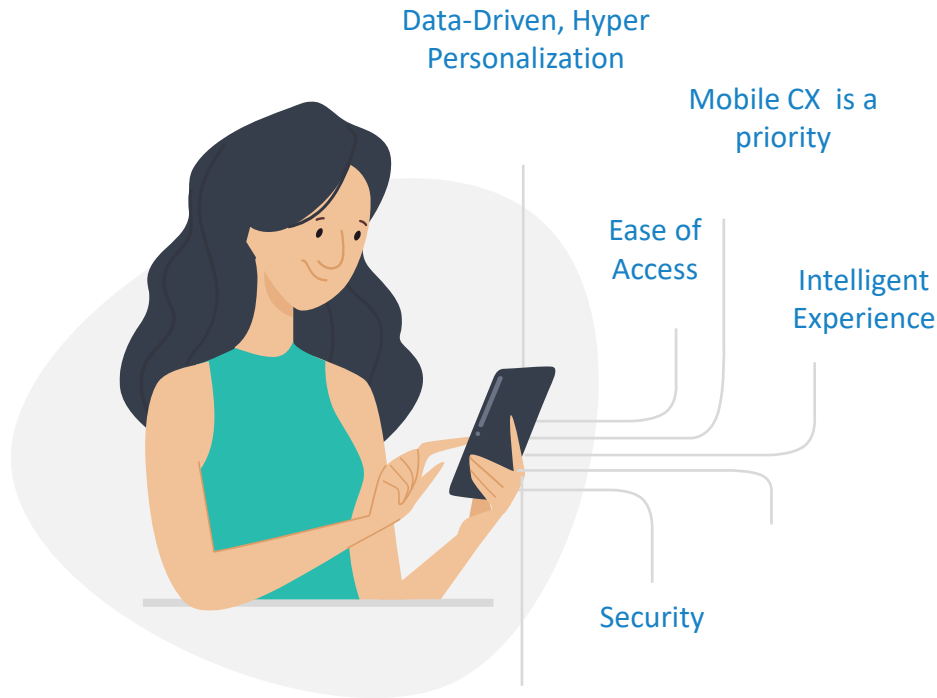 Data-Driven, Hyper
Personalization
Mobile CX  is a
priority
Ease of
Access
Intelligent
Experience
Security